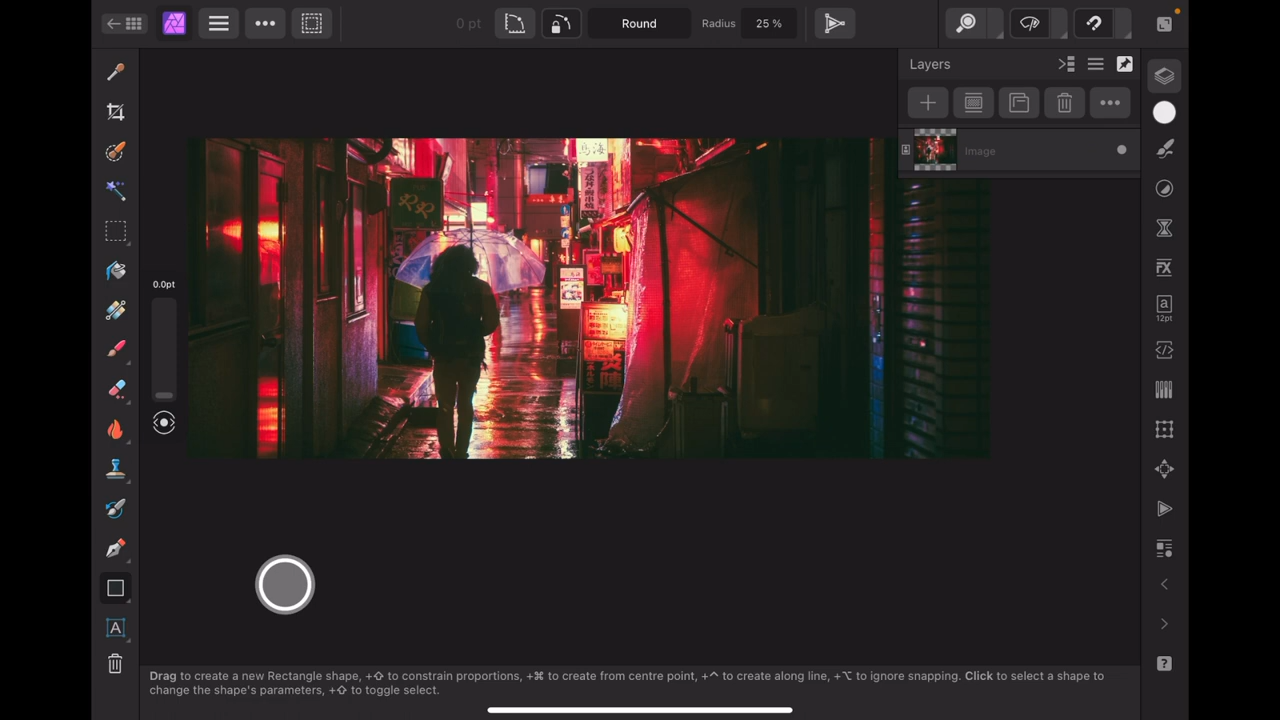 0 pt
Round
Radius
25 %
Layers
Image
0.0pt
RR
a
12pt
FX
A
?
Drag to create a new Rectangle shape, +⇧ to constrain proportions, +⌘ to create from centre point, +^ to create along line, +⌥ to ignore snapping. Click to select a shape to
change the shape's parameters, +⇧ to toggle select.